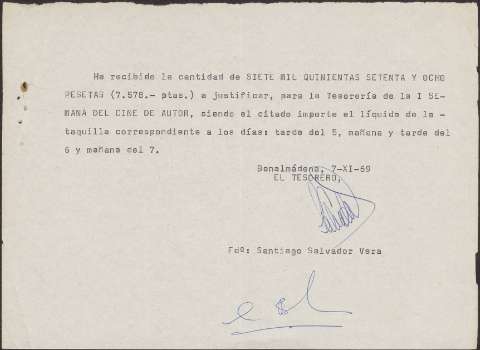 He recibido la cantidad de SIETE MIL QUINIENTAS SETENTA Y OCHO
PESETAS (7.578.- ptas.) a justificar, para la Tesorería de la I SE-
MANA DEL CINE DE AUTOR, siendo el citado importe el líquido de la -
taquilla correspondiente a los días: tarde del 5, mañana y tarde del
6 y mañana del 7.
Benalmádena, 7-XI-69
EL TESORERO,
Fdº: Santiago Salvador Vera